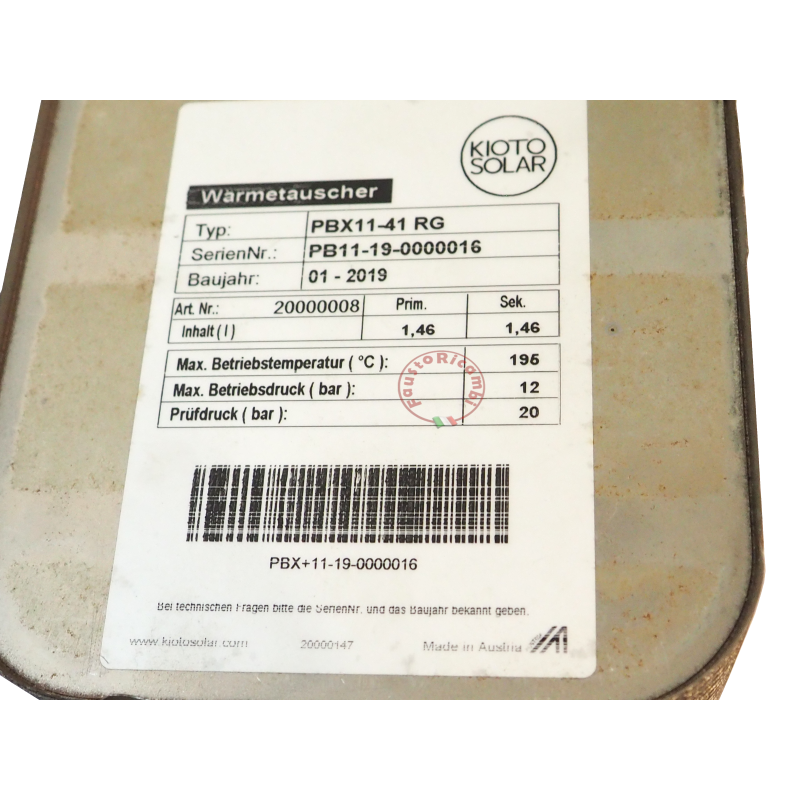 KIOTO
SOLAR
Wärmetauscher
Typ: PBX11-41 RG
SerienNr.: PB11-19-0000016
Baujahr: 01 - 2019
Art. Nr.: 20000008 Prim. Sek.
Inhalt ( l ) 1,46 1,46
Max. Betriebstemperatur ( °C ): 195
Max. Betriebsdruck ( bar ): 12
Prüfdruck ( bar ): 20
FaustoRicambi
PBX+11-19-0000016
Bei technischen Fragen bitte die SerienNr. und das Baujahr bekannt geben.
www.kiotosolar.com 20000147 Made in Austria